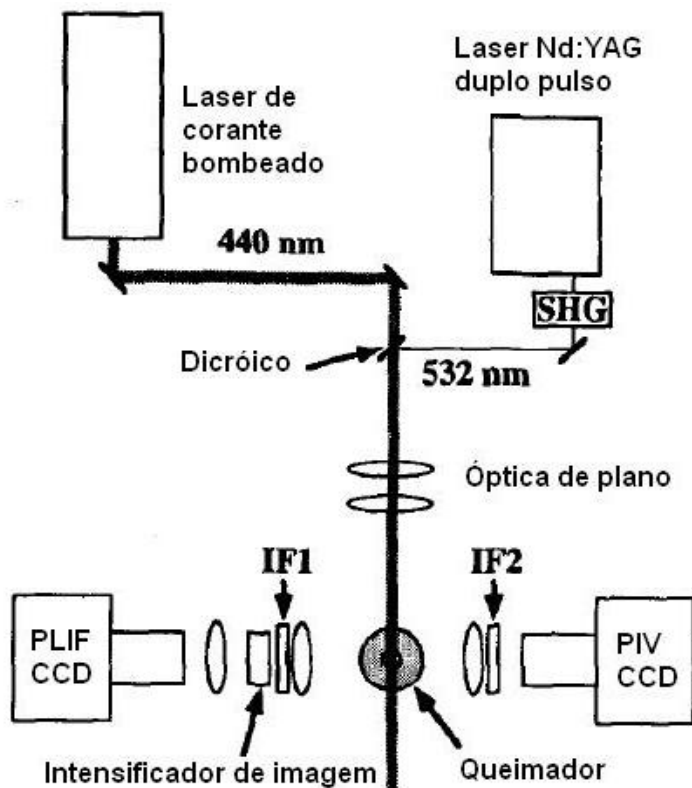 Laser Nd:YAG
duplo pulso
Laser de
corante
bombeado
440 nm
SHG
Dicróico
532 nm
Óptica de plano
IF1
IF2
PLIF
CCD
PIV
CCD
Intensificador de imagem
Queimador